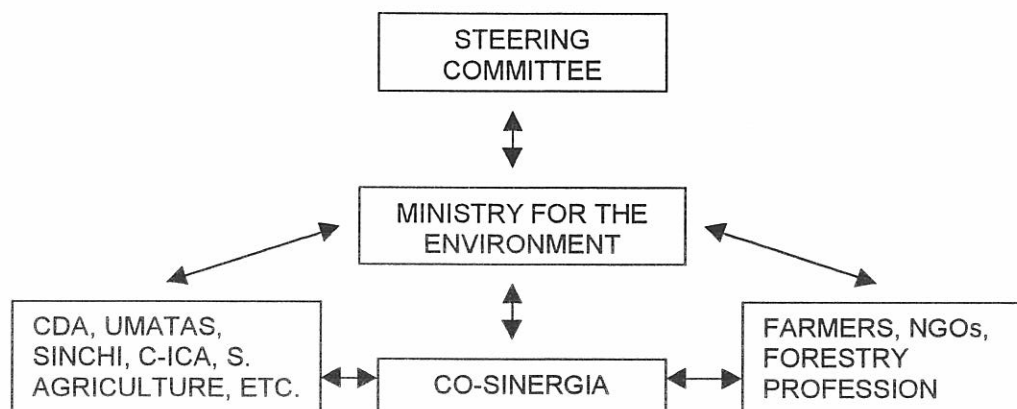 STEERING
COMMITTEE
MINISTRY FOR THE
ENVIRONMENT
CDA, UMATAS,
SINCHI, C-ICA, S.
AGRICULTURE, ETC.
CO-SINERGIA
FARMERS, NGOs,
FORESTRY
PROFESSION